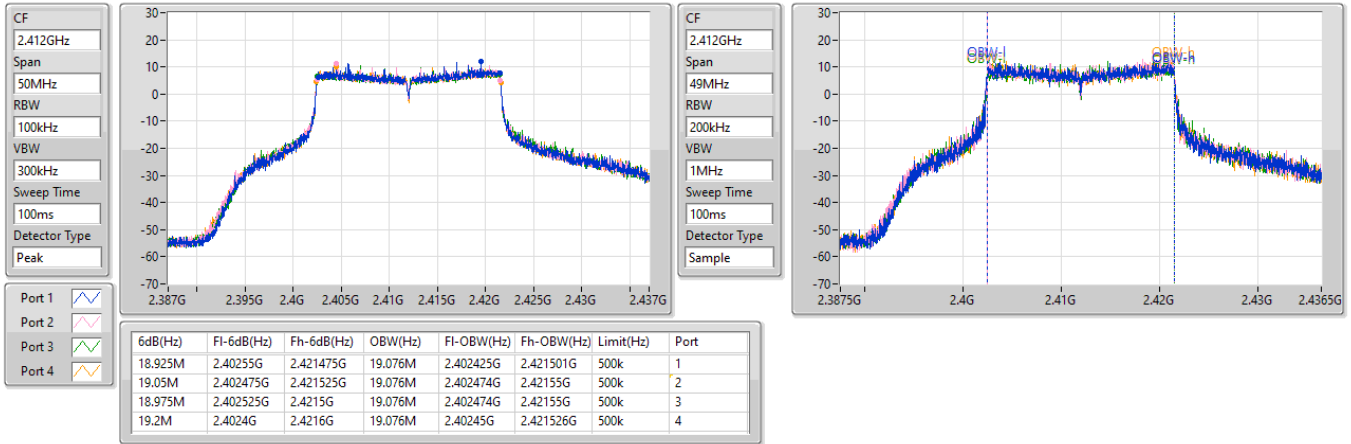 CF
2.412GHz
Span
50MHz
RBW
100kHz
VBW
300kHz
Sweep Time
100ms
Detector Type
Peak
30
20
10
0
-10
-20
-30
-40
-50
-60
-70
2.387G 2.395G 2.4G 2.405G 2.41G 2.415G 2.42G 2.425G 2.43G 2.437G
CF
2.412GHz
Span
49MHz
RBW
200kHz
VBW
1MHz
Sweep Time
100ms
Detector Type
Sample
30
20
10
0
-10
-20
-30
-40
-50
-60
-70
OBW-l OBW-h
OBW-l OBW-h
2.3875G 2.4G 2.41G 2.42G 2.43G 2.4365G
Port 1
Port 2
Port 3
Port 4
6dB(Hz) Fl-6dB(Hz) Fh-6dB(Hz) OBW(Hz) Fl-OBW(Hz) Fh-OBW(Hz) Limit(Hz) Port
18.925M 2.40255G 2.421475G 19.076M 2.402425G 2.421501G 500k 1
19.05M 2.402475G 2.421525G 19.076M 2.402474G 2.42155G 500k 2
18.975M 2.402525G 2.4215G 19.076M 2.402474G 2.42155G 500k 3
19.2M 2.4024G 2.4216G 19.076M 2.40245G 2.421526G 500k 4